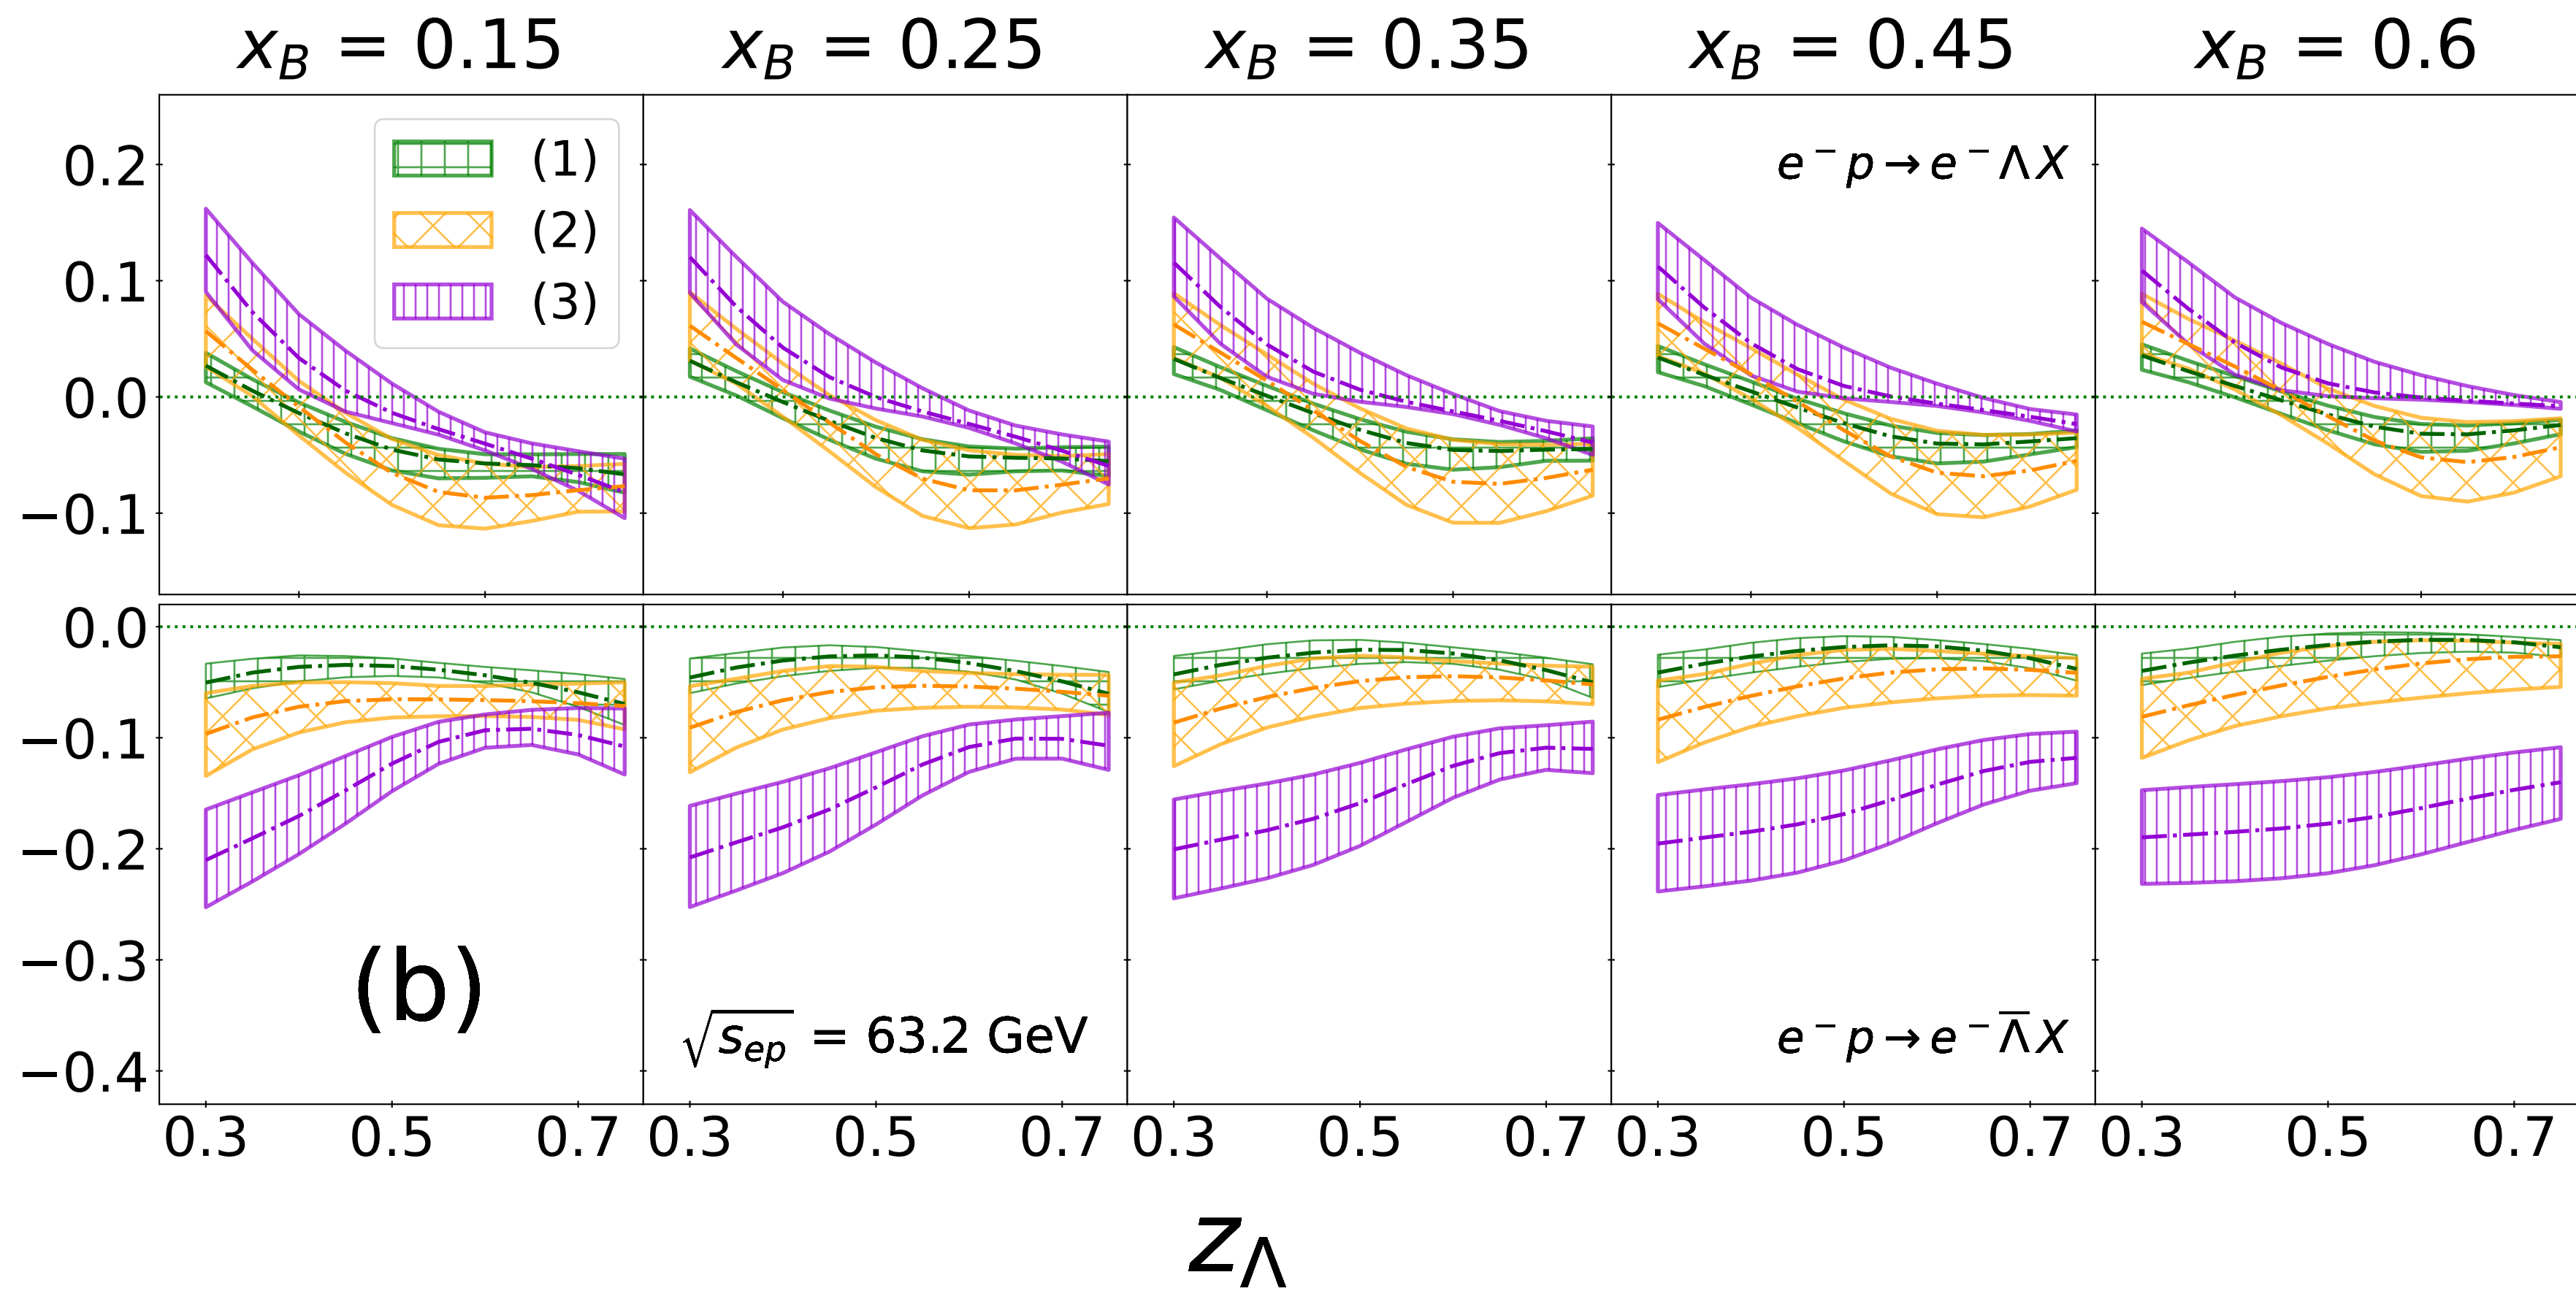 x_B = 0.15 x_B = 0.25 x_B = 0.35 x_B = 0.45 x_B = 0.6
(1)
(2)
(3)
e⁻p→e⁻ΛX
0.2
0.1
0.0
−0.1
0.0
−0.1
−0.2
−0.3
−0.4
(b)
√s_ep = 63.2 GeV
e⁻p→e⁻Λ̅X
0.3 0.5 0.7 0.3 0.5 0.7 0.3 0.5 0.7 0.3 0.5 0.7 0.3 0.5 0.7
z_Λ